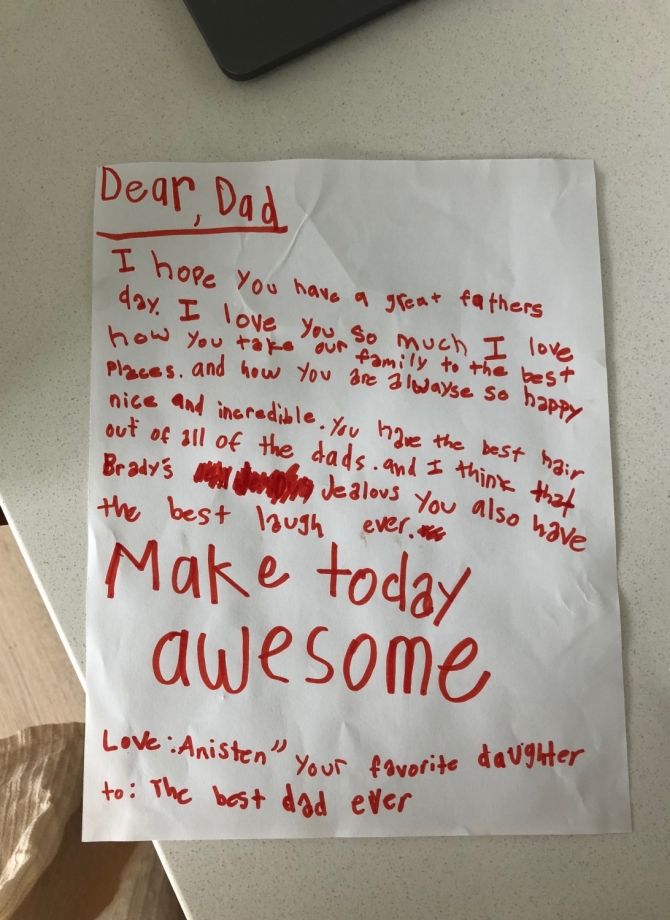 Dear, Dad
I hope you have a great fathers
day. I love you so much I love
how you take our family to the best
Places. and how you are alwayse so happy
nice and incredible. You have the best hair
out of all of the dads. and I think that
Brady's Jealous you also have
the best laugh ever.
Make today
awesome
Love: Anisten" your favorite daughter
to: The best dad ever